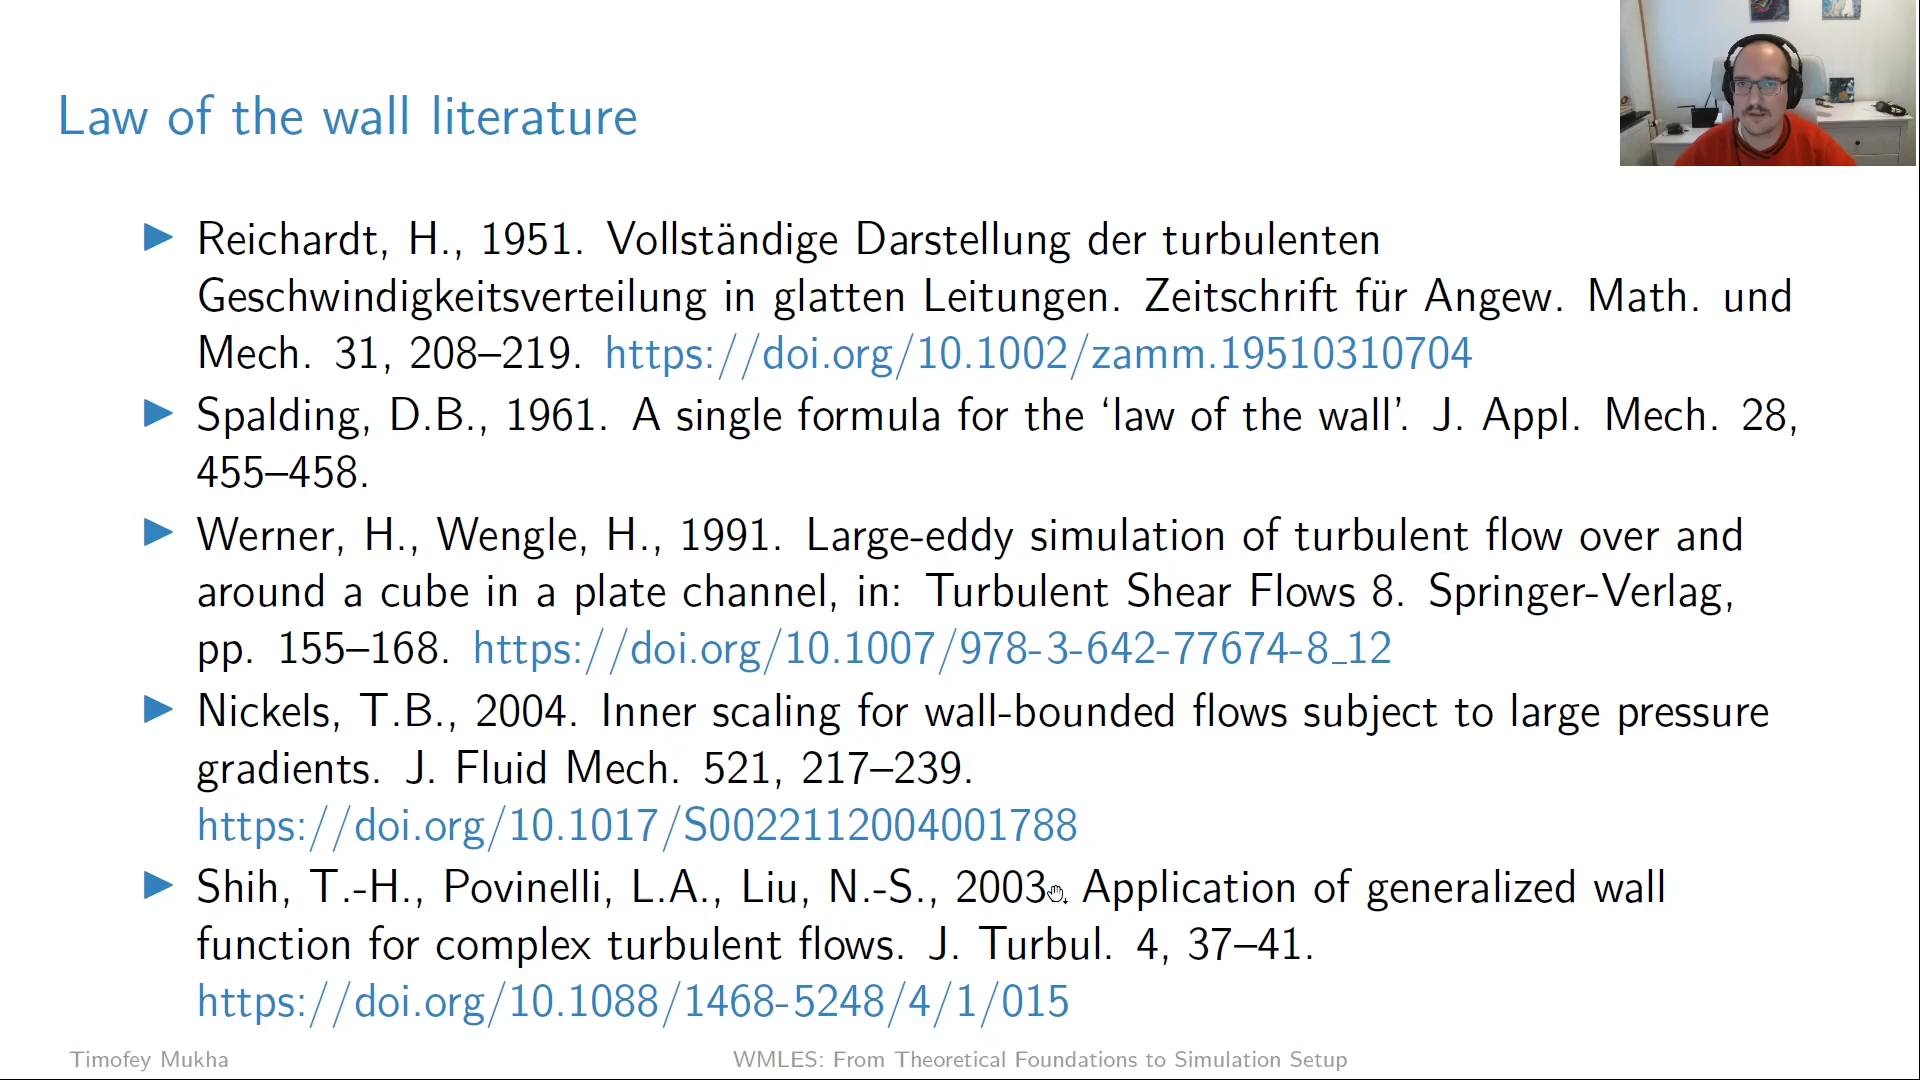 Law of the wall literature
Reichardt, H., 1951. Vollständige Darstellung der turbulenten
Geschwindigkeitsverteilung in glatten Leitungen. Zeitschrift für Angew. Math. und
Mech. 31, 208–219. https://doi.org/10.1002/zamm.19510310704
Spalding, D.B., 1961. A single formula for the ‘law of the wall’. J. Appl. Mech. 28,
455–458.
Werner, H., Wengle, H., 1991. Large-eddy simulation of turbulent flow over and
around a cube in a plate channel, in: Turbulent Shear Flows 8. Springer-Verlag,
pp. 155–168. https://doi.org/10.1007/978-3-642-77674-8_12
Nickels, T.B., 2004. Inner scaling for wall-bounded flows subject to large pressure
gradients. J. Fluid Mech. 521, 217–239.
https://doi.org/10.1017/S0022112004001788
Shih, T.-H., Povinelli, L.A., Liu, N.-S., 2003. Application of generalized wall
function for complex turbulent flows. J. Turbul. 4, 37–41.
https://doi.org/10.1088/1468-5248/4/1/015
Timofey Mukha
WMLES: From Theoretical Foundations to Simulation Setup